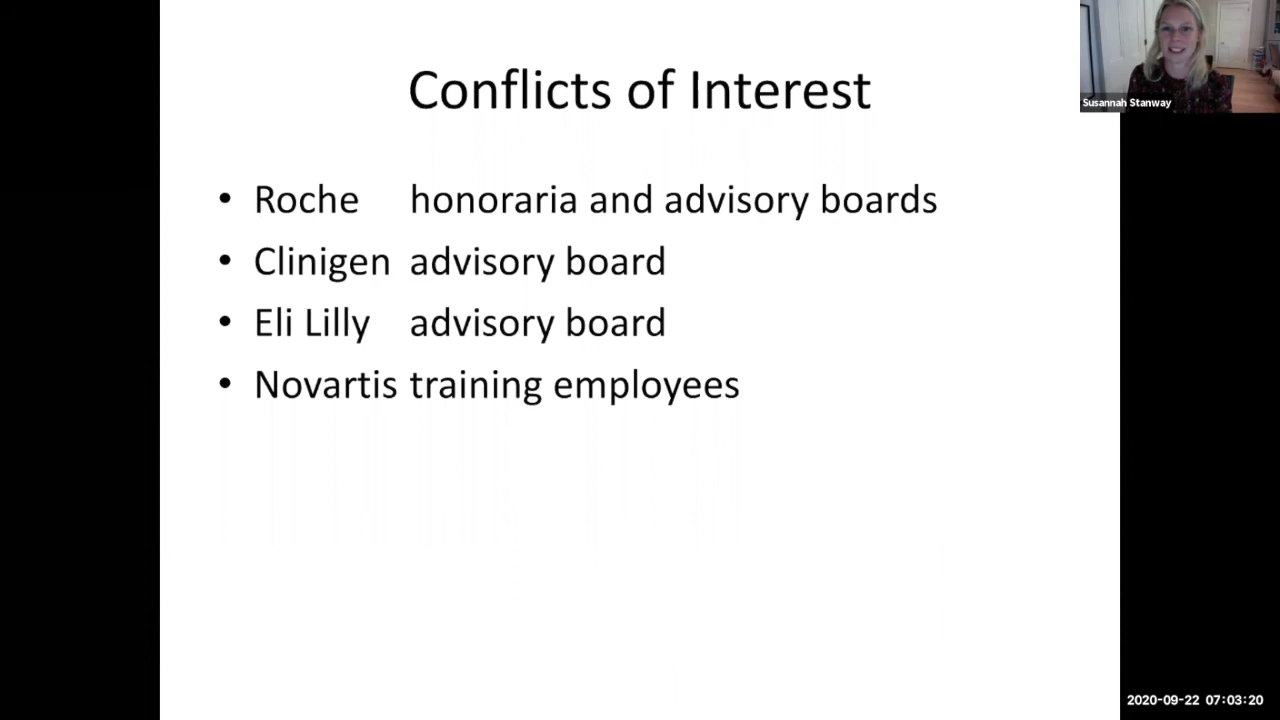 Conflicts of Interest
Susannah Stanway
• Roche honoraria and advisory boards
• Clinigen advisory board
• Eli Lilly advisory board
• Novartis training employees
2020-09-22 07:03:20